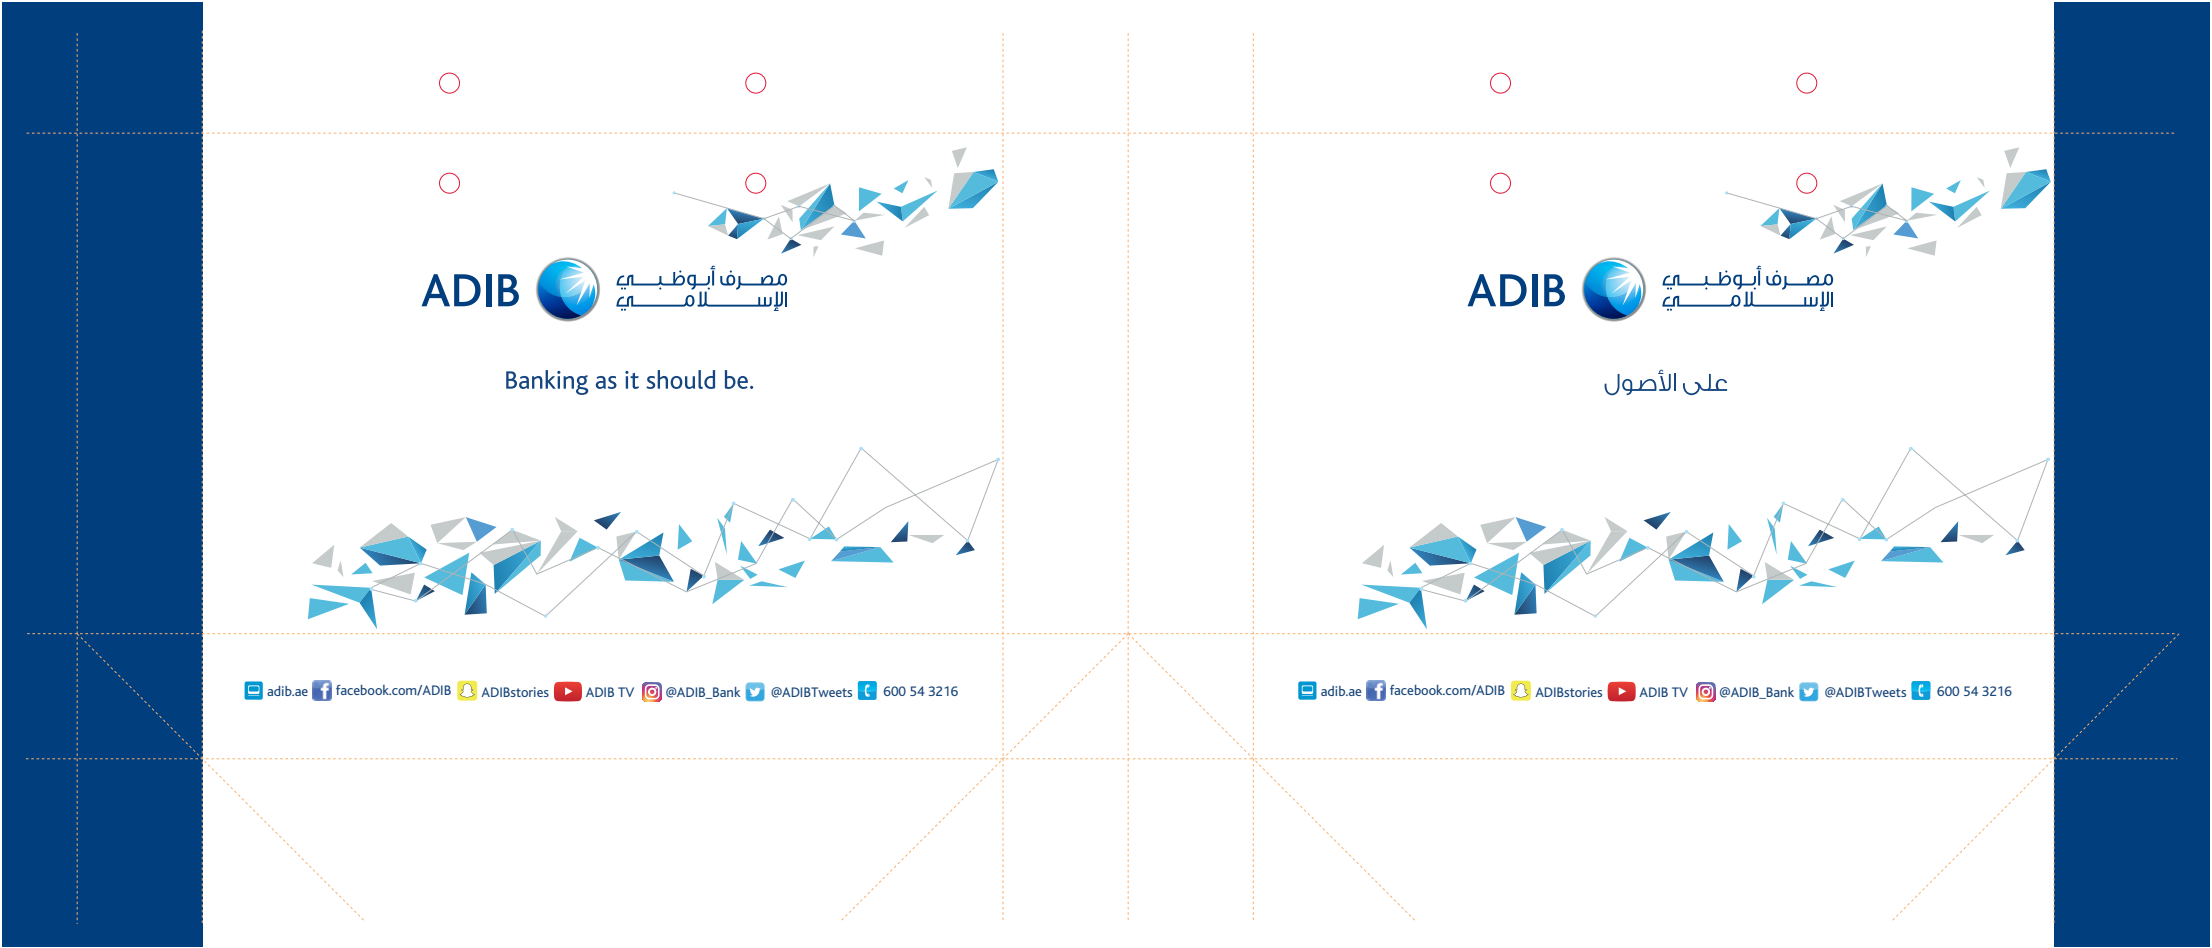 ADIB
مصرف أبوظبي
الإسلامي
Banking as it should be.
adib.ae facebook.com/ADIB ADIBstories ADIB TV @ADIB_Bank @ADIBTweets 600 54 3216
ADIB
مصرف أبوظبي
الإسلامي
على الأصول
adib.ae facebook.com/ADIB ADIBstories ADIB TV @ADIB_Bank @ADIBTweets 600 54 3216